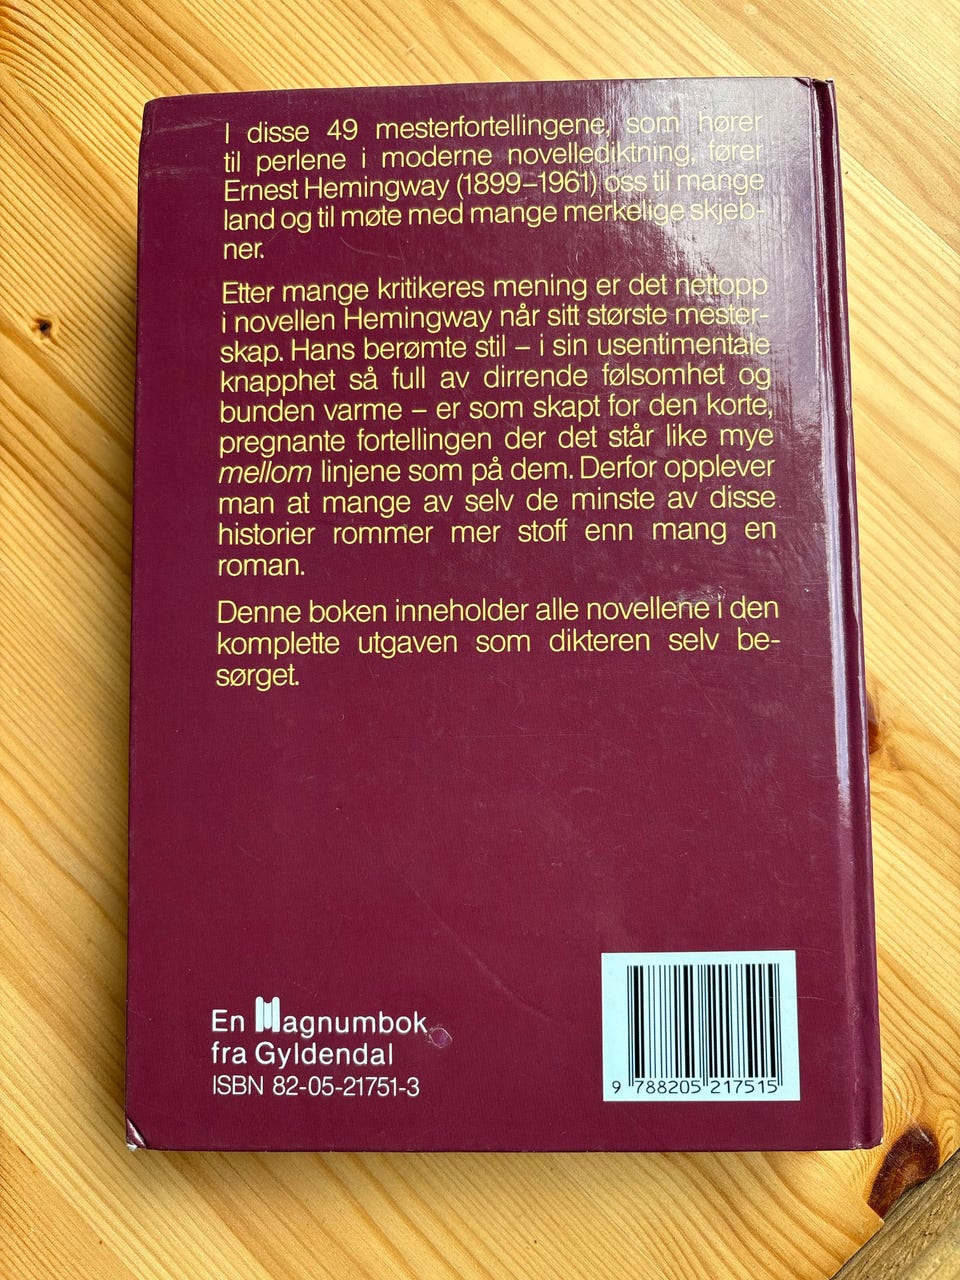 I disse 49 mesterfortellingene, som hører
til perlene i moderne novellediktning, fører
Ernest Hemingway (1899–1961) oss til mange
land og til møte med mange merkelige skjeb-
ner.
Etter mange kritikeres mening er det nettopp
i novellen Hemingway når sitt største mester-
skap. Hans berømte stil – i sin usentimentale
knapphet så full av dirrende følsomhet og
bunden varme – er som skapt for den korte,
pregnante fortellingen der det står like mye
mellom linjene som på dem. Derfor opplever
man at mange av selv de minste av disse
historier rommer mer stoff enn mang en
roman.
Denne boken inneholder alle novellene i den
komplette utgaven som dikteren selv be-
sørget.
En Magnumbok
fra Gyldendal
ISBN 82-05-21751-3
9 788205 217515